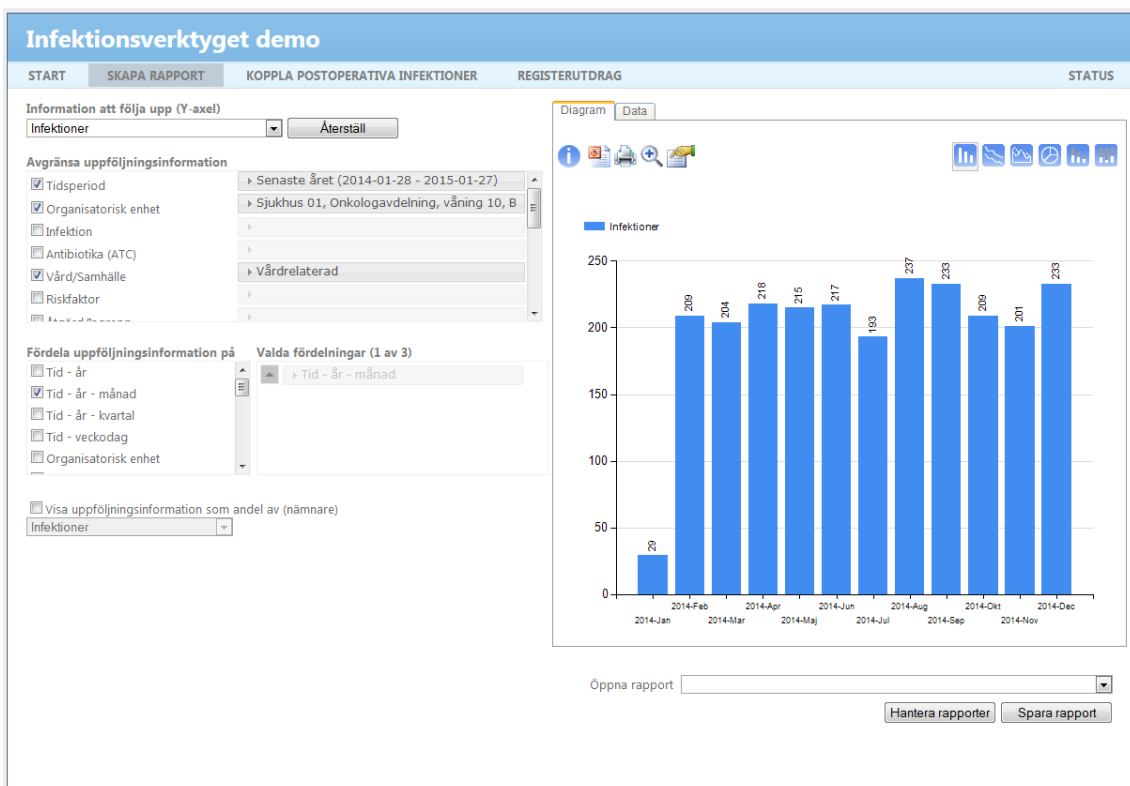 Infektionsverktyget demo
START SKAPA RAPPORT KOPPLA POSTOPERATIVA INFEKTIONER REGISTERUTDRAG STATUS
Information att följa upp (Y-axel)
Infektioner Återställ
Avgränsa uppföljningsinformation
Tidsperiod Senaste året (2014-01-28 - 2015-01-27)
Organisatorisk enhet Sjukhus 01, Onkologavdelning, våning 10, B
Infektion
Antibiotika (ATC)
Vård/Samhälle Vårdrelaterad
Riskfaktor
Fördela uppföljningsinformation på Valda fördelningar (1 av 3)
Tid - år
Tid - år - månad Tid - år - månad
Tid - år - kvartal
Tid - veckodag
Organisatorisk enhet
Visa uppföljningsinformation som andel av (nämnare)
Infektioner
Diagram Data
Infektioner
250
200
150
100
50
0
29 209 204 218 215 217 193 237 233 209 201 233
2014-Feb 2014-Apr 2014-Jun 2014-Aug 2014-Okt 2014-Dec
2014-Jan 2014-Mar 2014-Maj 2014-Jul 2014-Sep 2014-Nov
Öppna rapport
Hantera rapporter Spara rapport